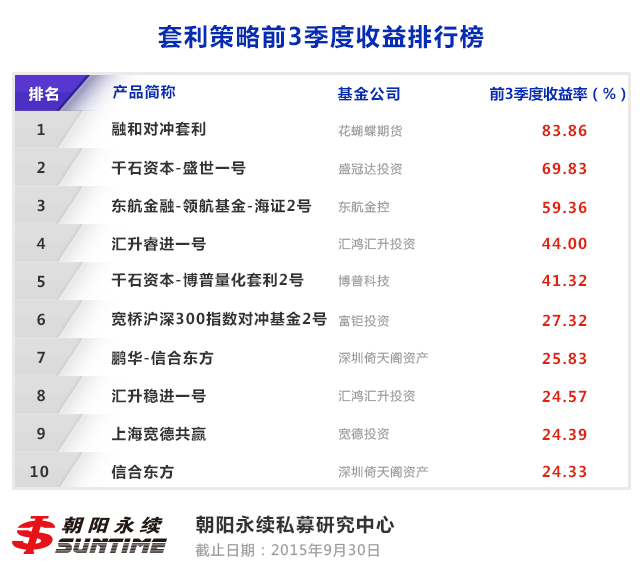 套利策略前3季度收益排行榜
排名 产品简称 基金公司 前3季度收益率（%）
1 融和对冲套利 花蝴蝶期货 83.86
2 千石资本-盛世一号 盛冠达投资 69.83
3 东航金融-领航基金-海证2号 东航金控 59.36
4 汇升睿进一号 汇鸿汇升投资 44.00
5 千石资本-博普量化套利2号 博普科技 41.32
6 宽桥沪深300指数对冲基金2号 富钜投资 27.32
7 鹏华-信合东方 深圳倚天阁资产 25.83
8 汇升稳进一号 汇鸿汇升投资 24.57
9 上海宽德共赢 宽德投资 24.39
10 信合东方 深圳倚天阁资产 24.33
朝阳永续 朝阳永续私募研究中心
SUNTIME 截止日期：2015年9月30日